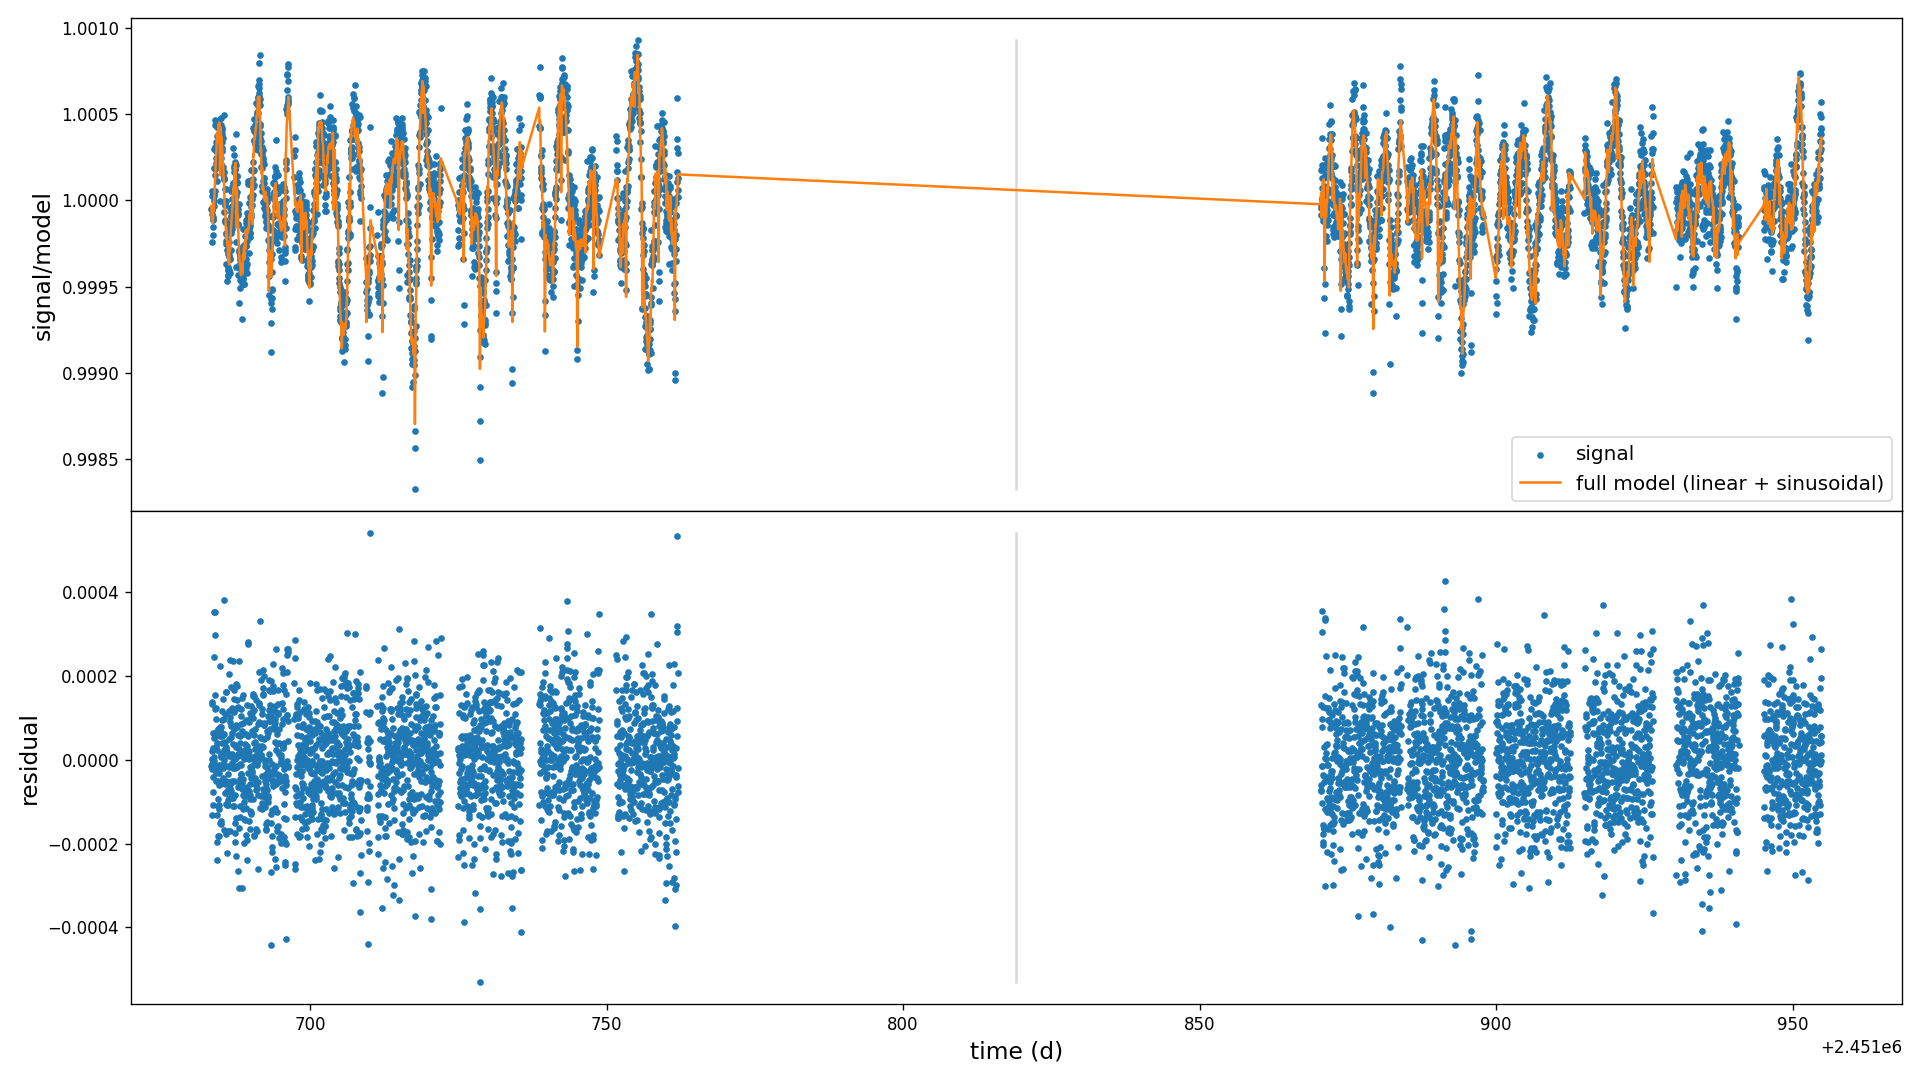 1.0010
1.0005
1.0000
0.9995
0.9990
0.9985
signal/model
signal
full model (linear + sinusoidal)
0.0004
0.0002
0.0000
−0.0002
−0.0004
residual
700
750
800
850
900
950
time (d)
+2.451e6